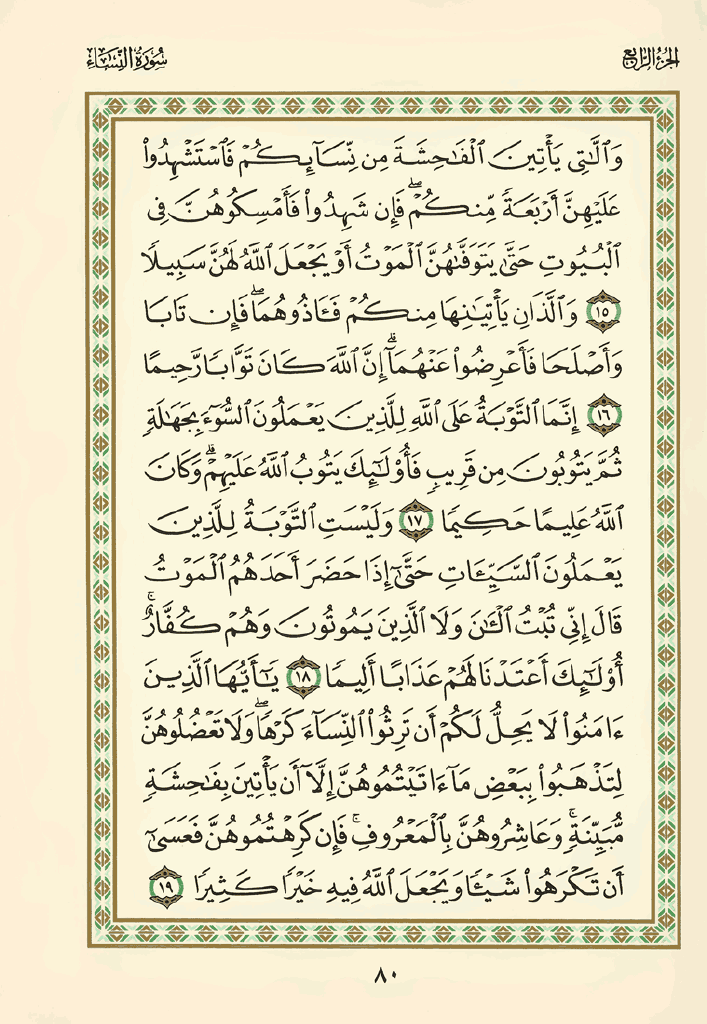 الجزء الرابع
سورة النساء
وَٱلَّٰتِى يَأْتِينَ ٱلْفَٰحِشَةَ مِن نِّسَآئِكُمْ فَٱسْتَشْهِدُوا۟
عَلَيْهِنَّ أَرْبَعَةً مِّنكُمْ ۖ فَإِن شَهِدُوا۟ فَأَمْسِكُوهُنَّ فِى
ٱلْبُيُوتِ حَتَّىٰ يَتَوَفَّىٰهُنَّ ٱلْمَوْتُ أَوْ يَجْعَلَ ٱللَّهُ لَهُنَّ سَبِيلًا
١٥ وَٱلَّذَانِ يَأْتِيَٰنِهَا مِنكُمْ فَـَٔاذُوهُمَا ۖ فَإِن تَابَا
وَأَصْلَحَا فَأَعْرِضُوا۟ عَنْهُمَآ ۗ إِنَّ ٱللَّهَ كَانَ تَوَّابًا رَّحِيمًا
١٦ إِنَّمَا ٱلتَّوْبَةُ عَلَى ٱللَّهِ لِلَّذِينَ يَعْمَلُونَ ٱلسُّوٓءَ بِجَهَٰلَةٍ
ثُمَّ يَتُوبُونَ مِن قَرِيبٍ فَأُو۟لَٰٓئِكَ يَتُوبُ ٱللَّهُ عَلَيْهِمْ ۗ وَكَانَ
ٱللَّهُ عَلِيمًا حَكِيمًا ١٧ وَلَيْسَتِ ٱلتَّوْبَةُ لِلَّذِينَ
يَعْمَلُونَ ٱلسَّيِّـَٔاتِ حَتَّىٰٓ إِذَا حَضَرَ أَحَدَهُمُ ٱلْمَوْتُ
قَالَ إِنِّى تُبْتُ ٱلْـَٰٔنَ وَلَا ٱلَّذِينَ يَمُوتُونَ وَهُمْ كُفَّارٌ ۚ
أُو۟لَٰٓئِكَ أَعْتَدْنَا لَهُمْ عَذَابًا أَلِيمًا ١٨ يَٰٓأَيُّهَا ٱلَّذِينَ
ءَامَنُوا۟ لَا يَحِلُّ لَكُمْ أَن تَرِثُوا۟ ٱلنِّسَآءَ كَرْهًا ۖ وَلَا تَعْضُلُوهُنَّ
لِتَذْهَبُوا۟ بِبَعْضِ مَآ ءَاتَيْتُمُوهُنَّ إِلَّآ أَن يَأْتِينَ بِفَٰحِشَةٍ
مُّبَيِّنَةٍ ۚ وَعَاشِرُوهُنَّ بِٱلْمَعْرُوفِ ۚ فَإِن كَرِهْتُمُوهُنَّ فَعَسَىٰٓ
أَن تَكْرَهُوا۟ شَيْـًٔا وَيَجْعَلَ ٱللَّهُ فِيهِ خَيْرًا كَثِيرًا ١٩
٨٠